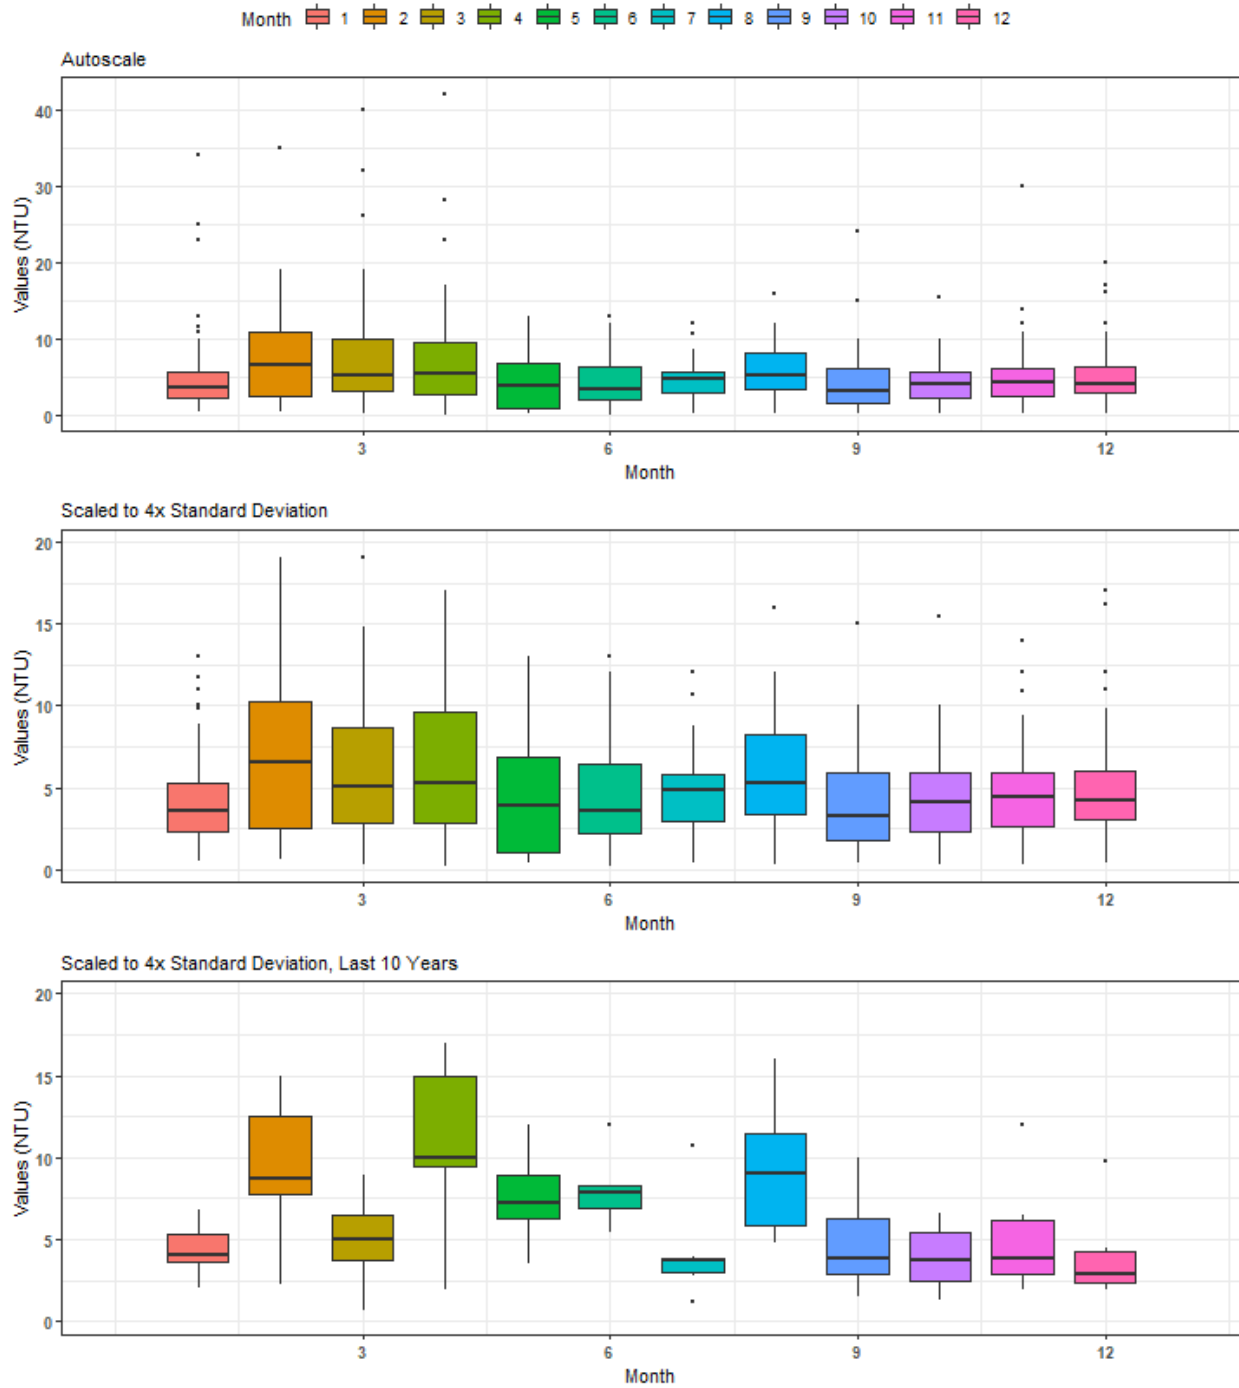 Month 1 2 3 4 5 6 7 8 9 10 11 12
Autoscale
Values (NTU)
40
30
20
10
0
3 6 9 12
Month
Scaled to 4x Standard Deviation
Values (NTU)
20
15
10
5
0
3 6 9 12
Month
Scaled to 4x Standard Deviation, Last 10 Years
Values (NTU)
20
15
10
5
0
3 6 9 12
Month